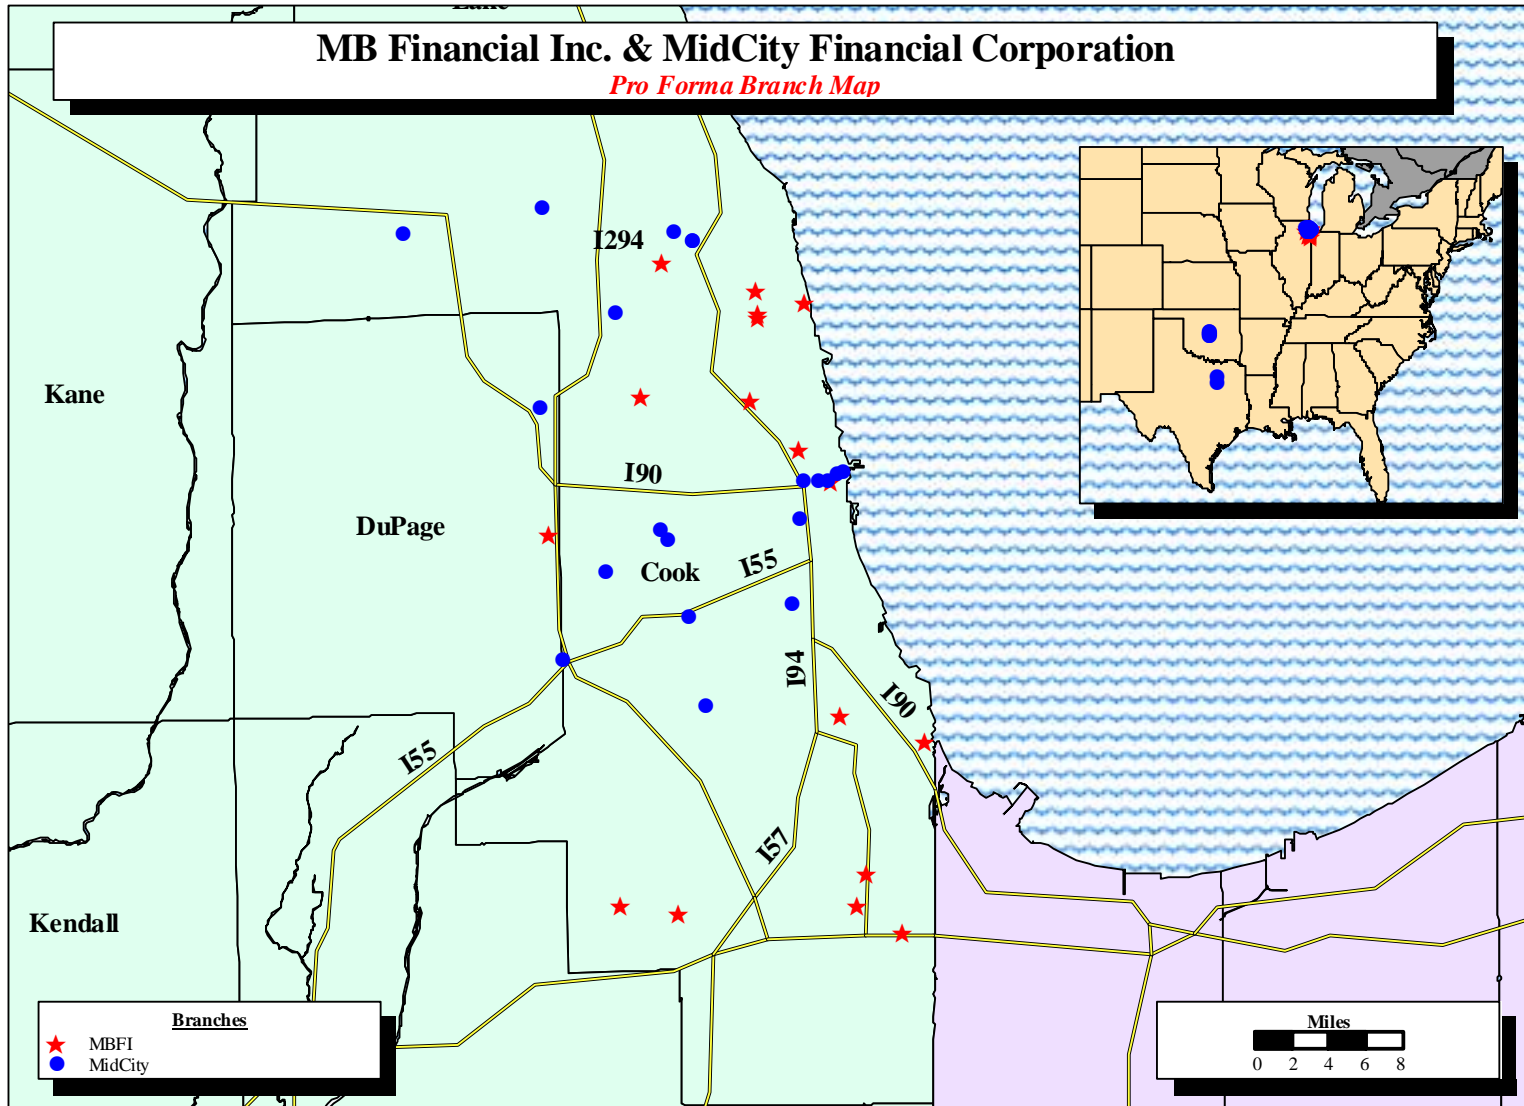 MB Financial Inc. & MidCity Financial Corporation
Pro Forma Branch Map
I294
Kane
I90
DuPage
Cook
I55
I94
I90
I55
I57
Kendall
Branches
MBFI
MidCity
Miles
0 2 4 6 8